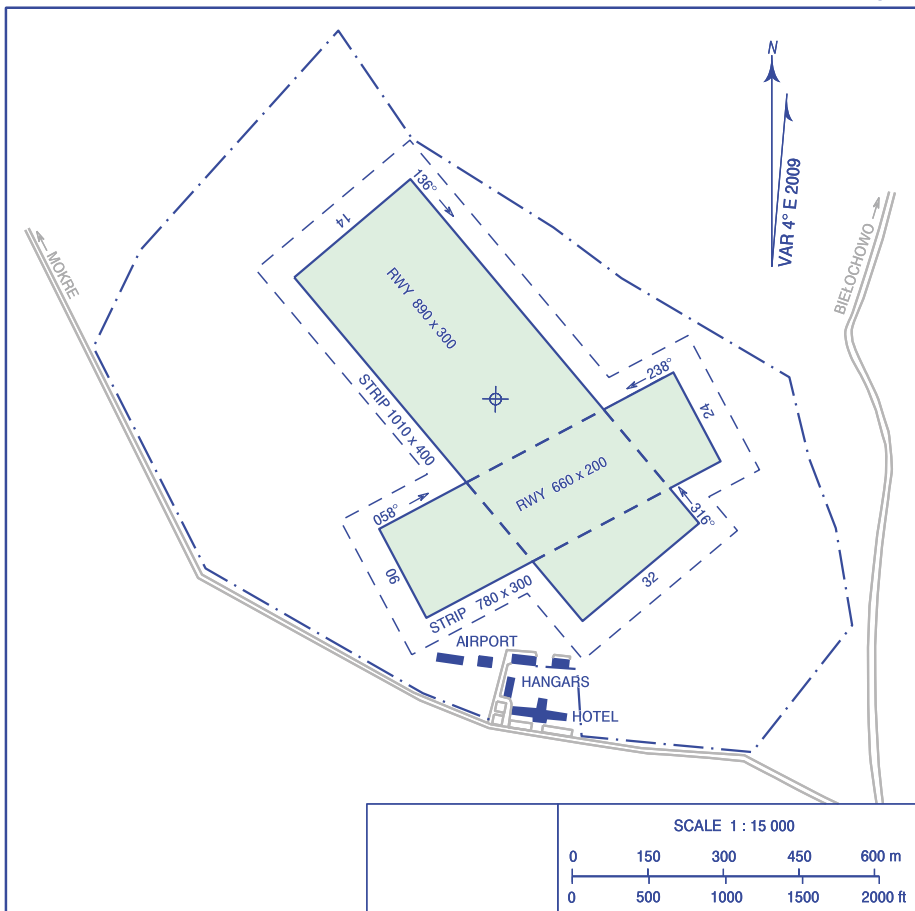 N
VAR 4° E 2009
136°
14
RWY 890 x 300
MOKRE
BIEŁOCHOWO
STRIP 1010 x 400
238°
24
RWY 660 x 200
058°
316°
06
32
STRIP 780 x 300
AIRPORT
HANGARS
HOTEL
SCALE 1 : 15 000
0 150 300 450 600 m
0 500 1000 1500 2000 ft